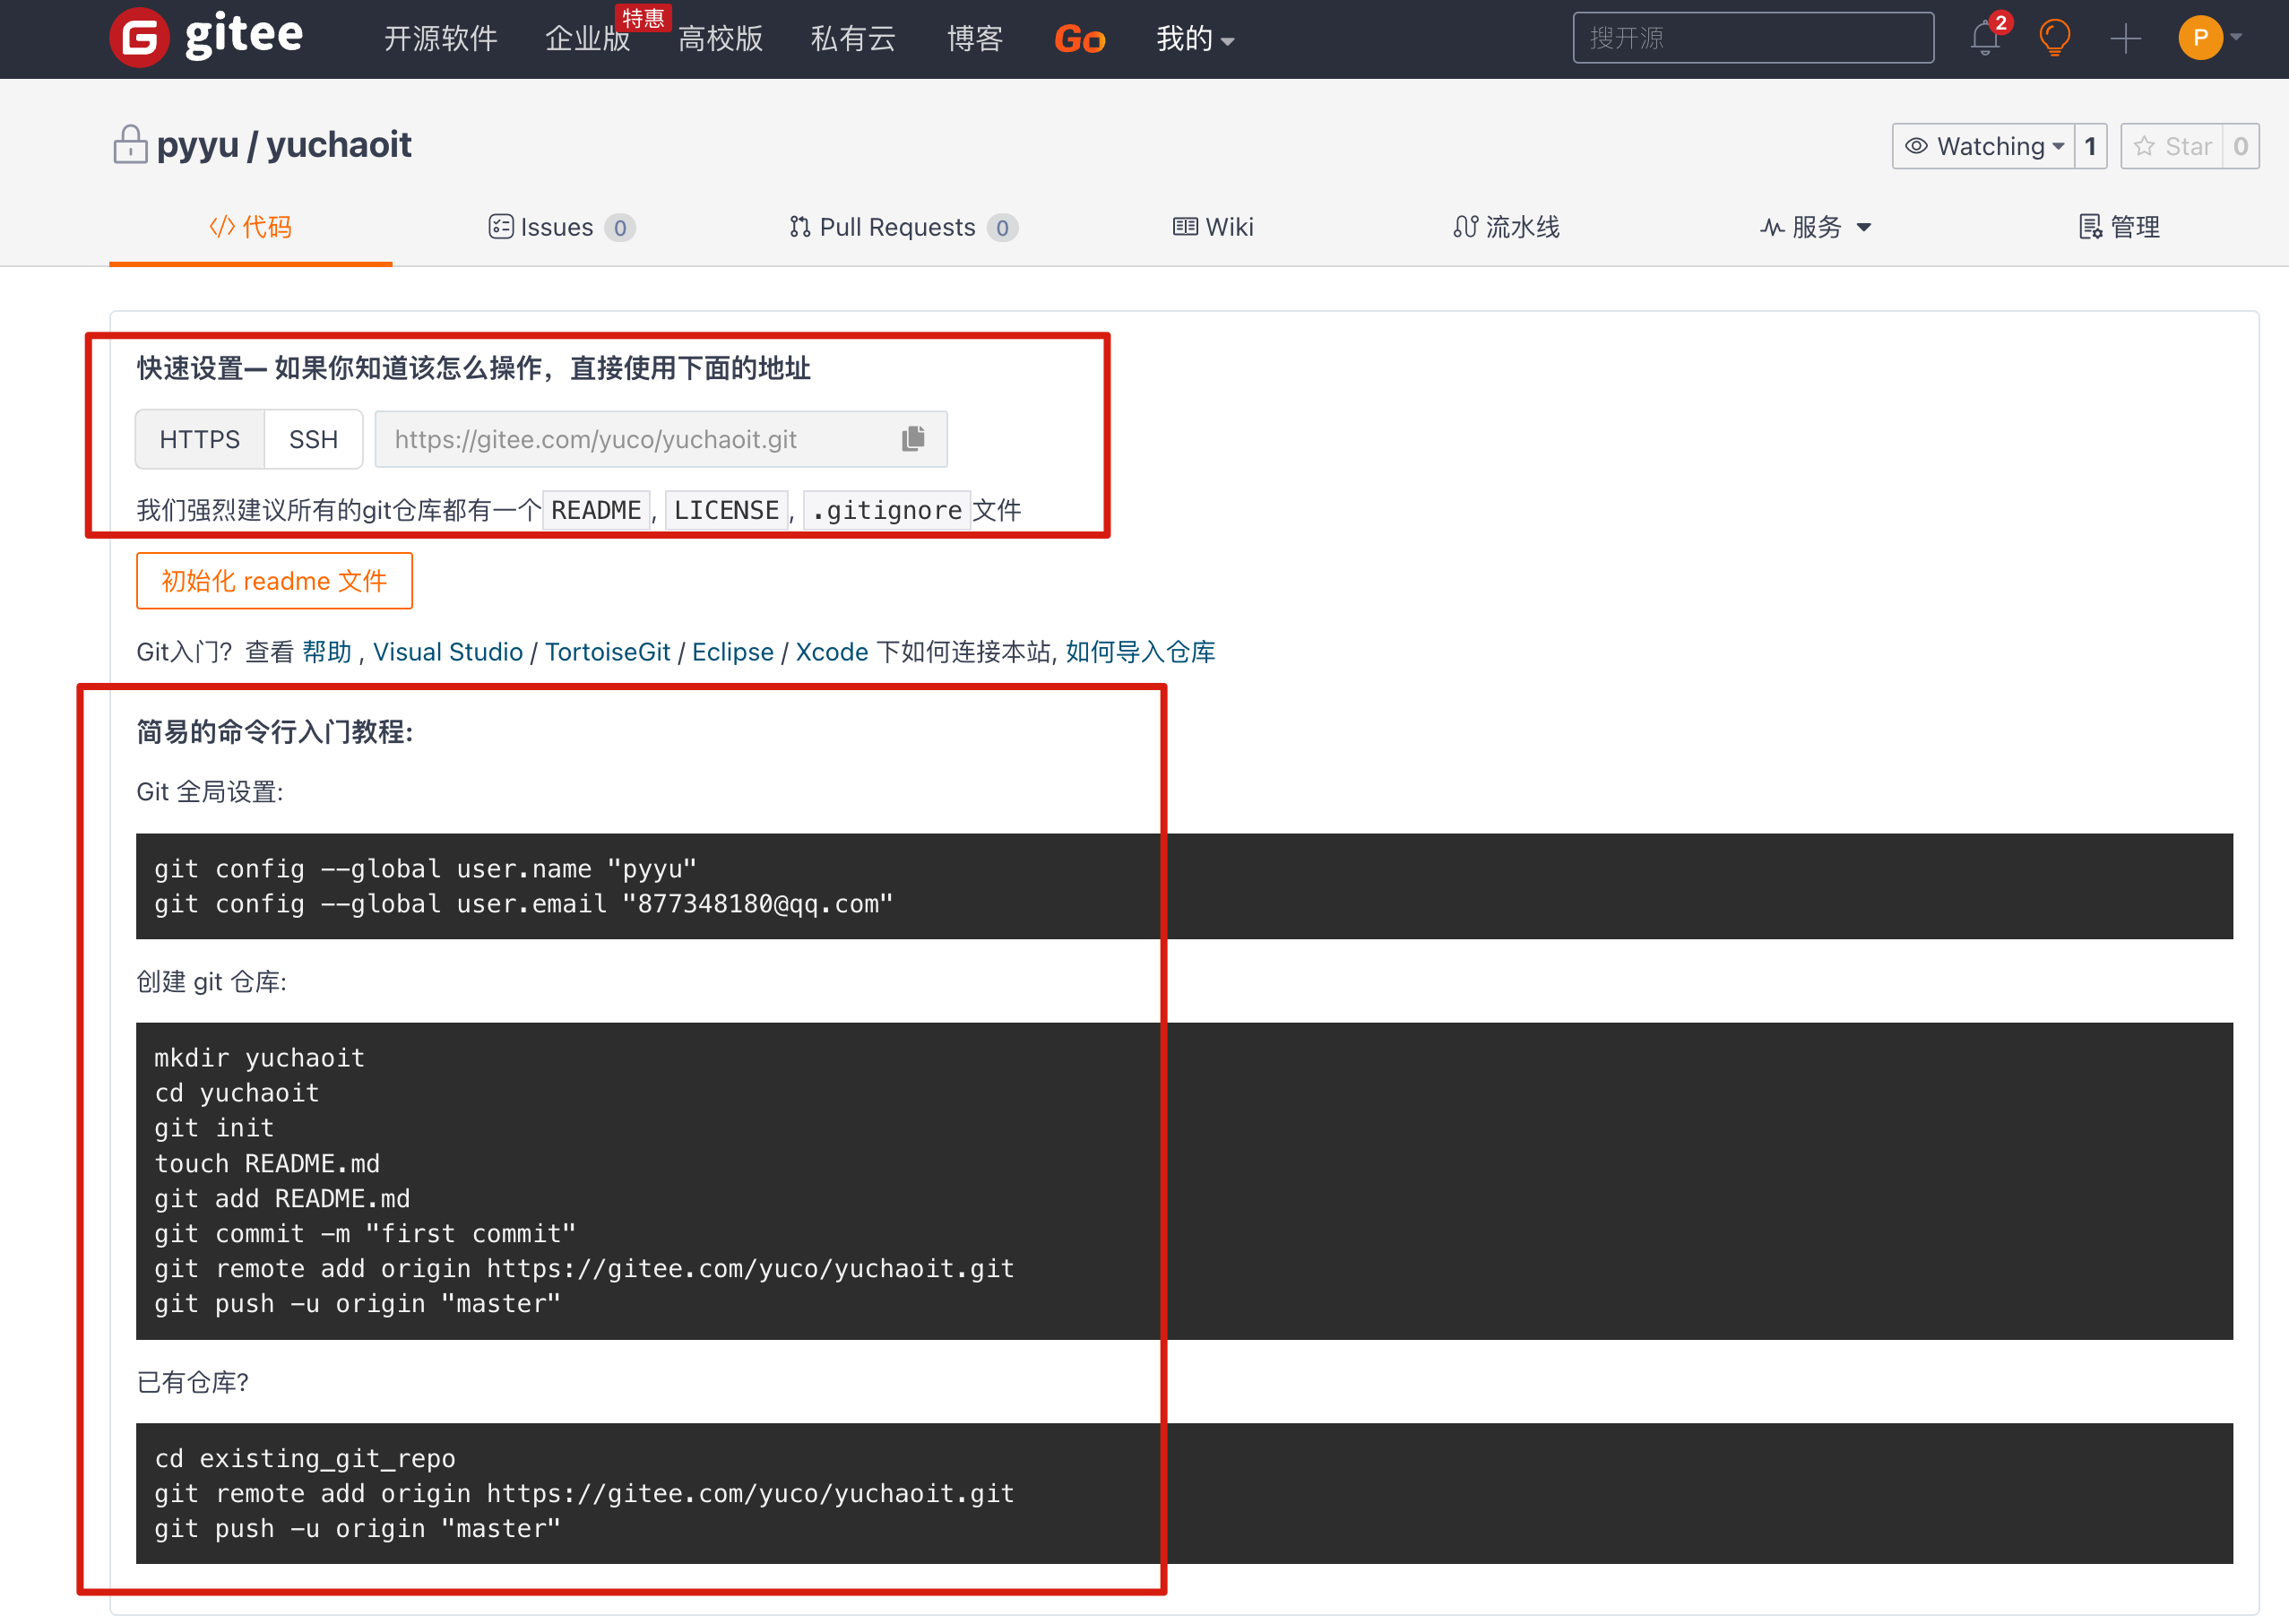 gitee 开源软件 企业版 特惠 高校版 私有云 博客 Go 我的 搜开源 2 P
pyyu / yuchaoit Watching 1 Star 0
代码 Issues 0 Pull Requests 0 Wiki 流水线 服务 管理
快速设置— 如果你知道该怎么操作，直接使用下面的地址
HTTPS SSH https://gitee.com/yuco/yuchaoit.git
我们强烈建议所有的git仓库都有一个 README , LICENSE , .gitignore 文件
初始化 readme 文件
Git入门？查看 帮助 , Visual Studio / TortoiseGit / Eclipse / Xcode 下如何连接本站, 如何导入仓库
简易的命令行入门教程:
Git 全局设置:
git config --global user.name "pyyu"
git config --global user.email "877348180@qq.com"
创建 git 仓库:
mkdir yuchaoit
cd yuchaoit
git init
touch README.md
git add README.md
git commit -m "first commit"
git remote add origin https://gitee.com/yuco/yuchaoit.git
git push -u origin "master"
已有仓库?
cd existing_git_repo
git remote add origin https://gitee.com/yuco/yuchaoit.git
git push -u origin "master"